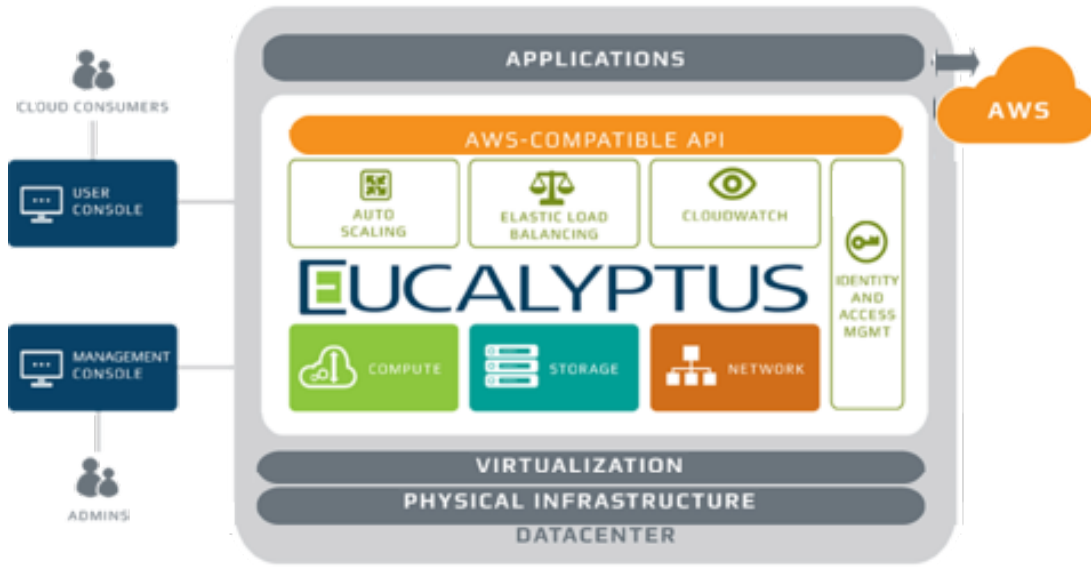 APPLICATIONS
CLOUD CONSUMERS
AWS
AWS-COMPATIBLE API
USER
CONSOLE
AUTO
SCALING
ELASTIC LOAD
BALANCING
CLOUDWATCH
IDENTITY
AND
ACCESS
MGMT
EUCALYPTUS
MANAGEMENT
CONSOLE
COMPUTE
STORAGE
NETWORK
ADMINS
VIRTUALIZATION
PHYSICAL INFRASTRUCTURE
DATACENTER